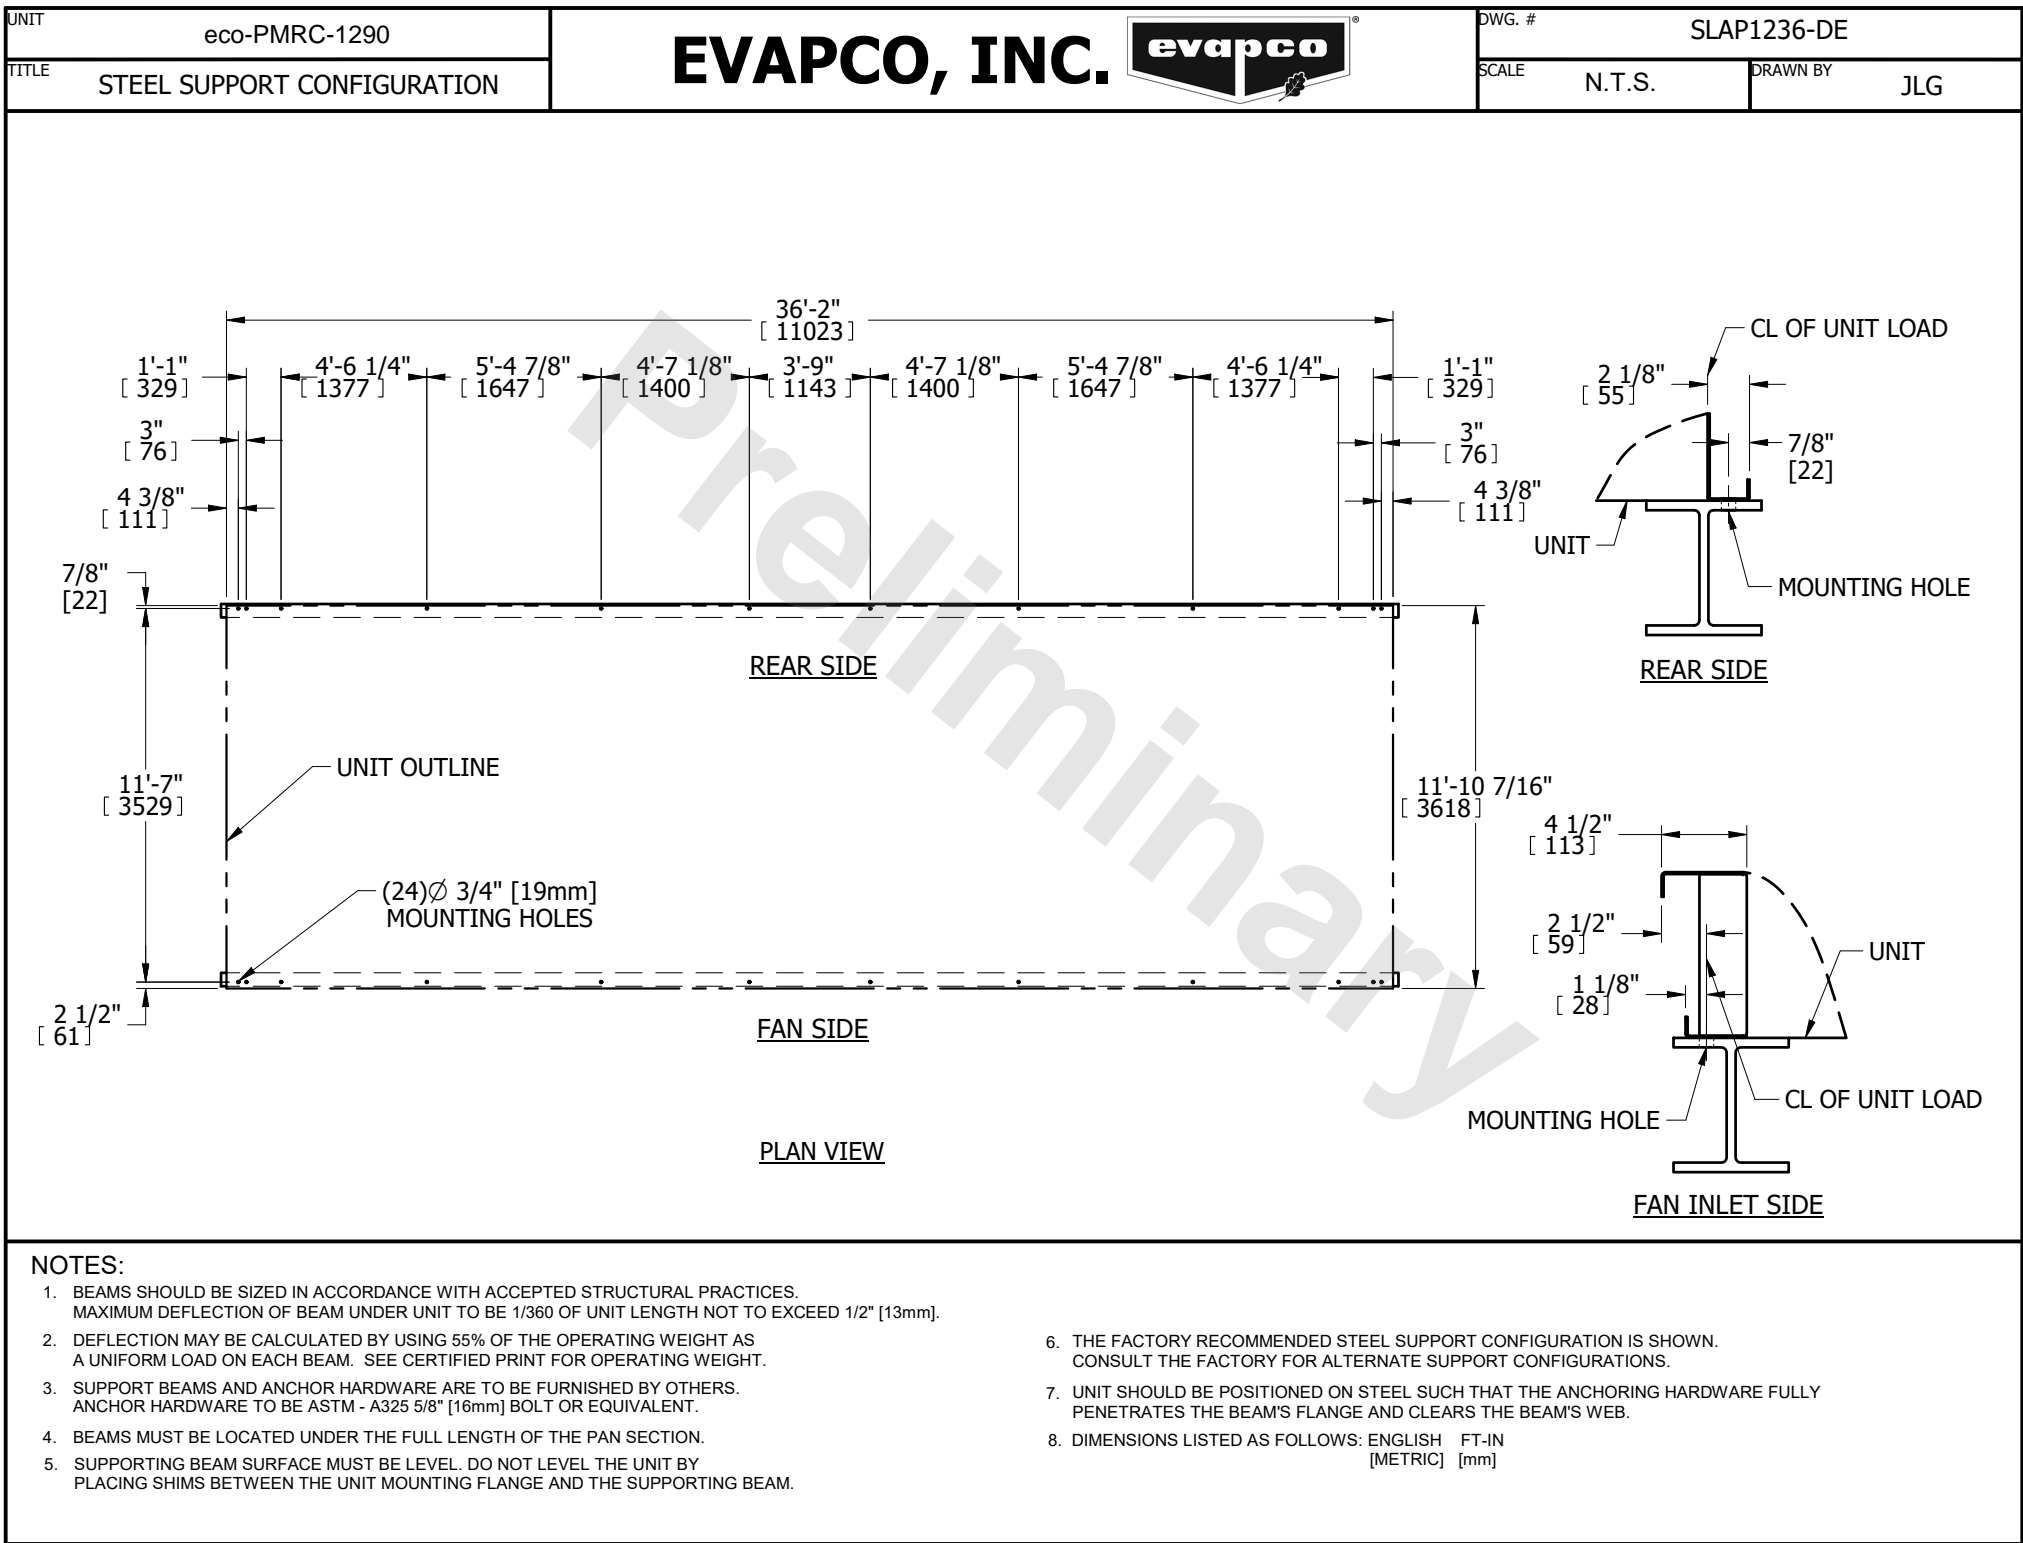 UNIT
eco-PMRC-1290
TITLE
STEEL SUPPORT CONFIGURATION
EVAPCO, INC.
evapco
®
DWG. #
SLAP1236-DE
SCALE
N.T.S.
DRAWN BY
JLG
36'-2"
[ 11023]
1'-1"
[ 329]
4'-6 1/4"
[ 1377 ]
5'-4 7/8"
[ 1647 ]
4'-7 1/8"
[ 1400 ]
3'-9"
[ 1143 ]
4'-7 1/8"
[ 1400 ]
5'-4 7/8"
[ 1647 ]
4'-6 1/4"
[ 1377 ]
1'-1"
[ 329]
3"
[ 76]
3"
[ 76]
4 3/8"
[ 111]
4 3/8"
[ 111]
7/8"
[22]
REAR SIDE
UNIT OUTLINE
11'-7"
[ 3529]
11'-10 7/16"
[ 3618]
(24)Ø 3/4" [19mm]
MOUNTING HOLES
2 1/2"
[ 61]
FAN SIDE
PLAN VIEW
Preliminary
CL OF UNIT LOAD
2 1/8"
[ 55]
7/8"
[22]
UNIT
MOUNTING HOLE
REAR SIDE
4 1/2"
[ 113]
2 1/2"
[ 59]
1 1/8"
[ 28]
UNIT
CL OF UNIT LOAD
MOUNTING HOLE
FAN INLET SIDE
NOTES:
1. BEAMS SHOULD BE SIZED IN ACCORDANCE WITH ACCEPTED STRUCTURAL PRACTICES.
MAXIMUM DEFLECTION OF BEAM UNDER UNIT TO BE 1/360 OF UNIT LENGTH NOT TO EXCEED 1/2" [13mm].
2. DEFLECTION MAY BE CALCULATED BY USING 55% OF THE OPERATING WEIGHT AS
A UNIFORM LOAD ON EACH BEAM. SEE CERTIFIED PRINT FOR OPERATING WEIGHT.
3. SUPPORT BEAMS AND ANCHOR HARDWARE ARE TO BE FURNISHED BY OTHERS.
ANCHOR HARDWARE TO BE ASTM - A325 5/8" [16mm] BOLT OR EQUIVALENT.
4. BEAMS MUST BE LOCATED UNDER THE FULL LENGTH OF THE PAN SECTION.
5. SUPPORTING BEAM SURFACE MUST BE LEVEL. DO NOT LEVEL THE UNIT BY
PLACING SHIMS BETWEEN THE UNIT MOUNTING FLANGE AND THE SUPPORTING BEAM.
6. THE FACTORY RECOMMENDED STEEL SUPPORT CONFIGURATION IS SHOWN.
CONSULT THE FACTORY FOR ALTERNATE SUPPORT CONFIGURATIONS.
7. UNIT SHOULD BE POSITIONED ON STEEL SUCH THAT THE ANCHORING HARDWARE FULLY
PENETRATES THE BEAM'S FLANGE AND CLEARS THE BEAM'S WEB.
8. DIMENSIONS LISTED AS FOLLOWS: ENGLISH FT-IN
[METRIC] [mm]